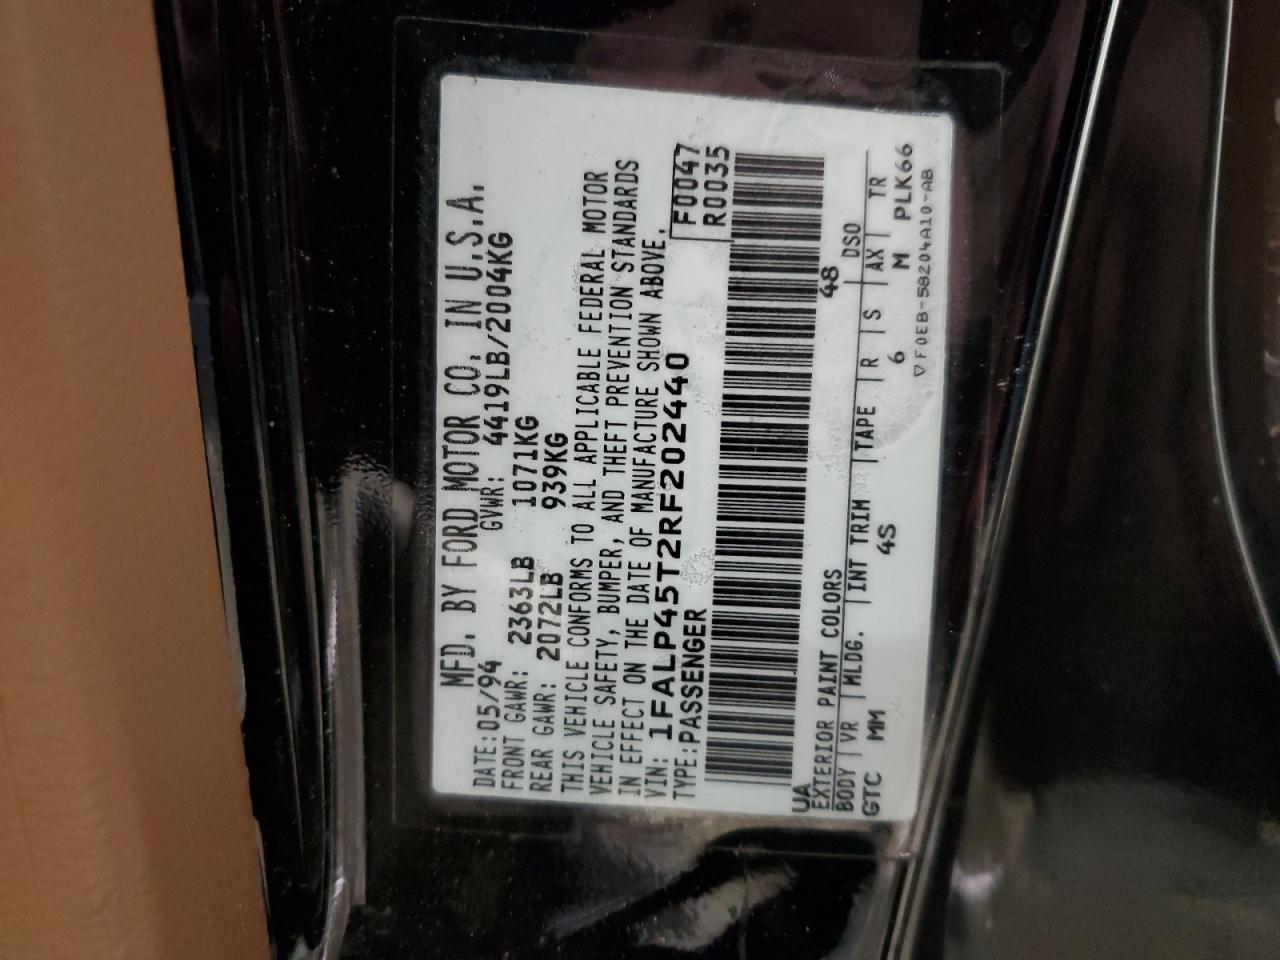 MFD. BY FORD MOTOR CO. IN U.S.A.
DATE: 05/94 GVWR: 4419LB/2004KG
FRONT GAWR: 2363LB 1071KG
REAR GAWR: 2072LB 939KG
THIS VEHICLE CONFORMS TO ALL APPLICABLE FEDERAL MOTOR
VEHICLE SAFETY, BUMPER, AND THEFT PREVENTION STANDARDS
IN EFFECT ON THE DATE OF MANUFACTURE SHOWN ABOVE.
VIN: 1FALP45T2RF202440
TYPE: PASSENGER
F0047
R0035
UA 48
EXTERIOR PAINT COLORS DSO
BODY VR MLDG. INT TRIM TAPE R S AX TR
GTC MM 4S 6 M PLK66
▽F0EB-58204A10-AB